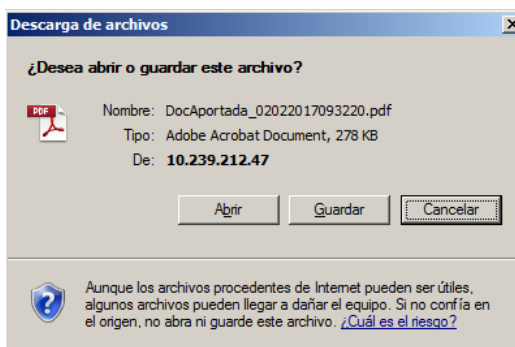 Descarga de archivos
¿Desea abrir o guardar este archivo?
PDF
Nombre: DocAportada_02022017093220.pdf
Tipo: Adobe Acrobat Document, 278 KB
De: 10.239.212.47
Abrir
Guardar
Cancelar
Aunque los archivos procedentes de Internet pueden ser útiles,
algunos archivos pueden llegar a dañar el equipo. Si no confía en
el origen, no abra ni guarde este archivo. ¿Cuál es el riesgo?